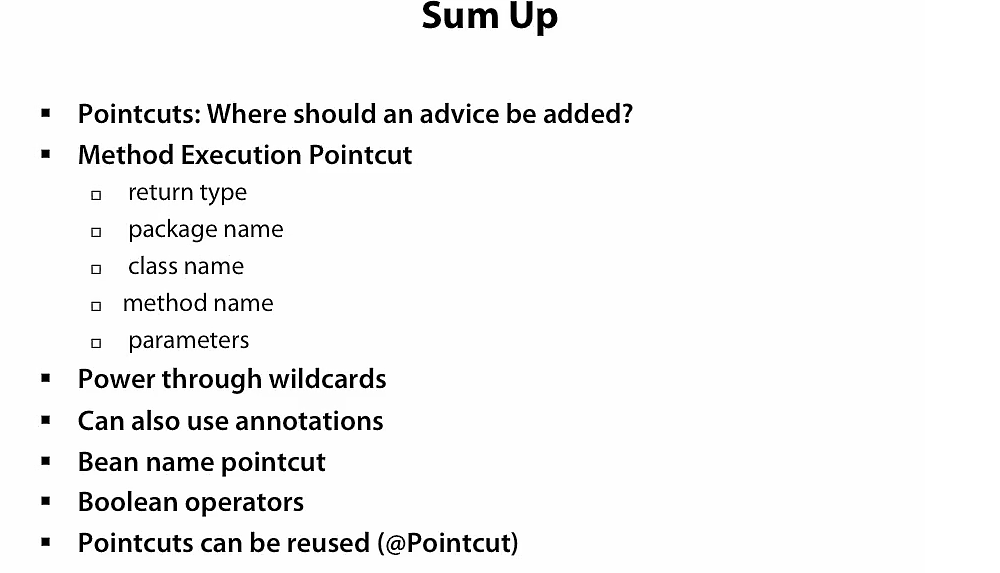 Sum Up
Pointcuts: Where should an advice be added?
Method Execution Pointcut
return type
package name
class name
method name
parameters
Power through wildcards
Can also use annotations
Bean name pointcut
Boolean operators
Pointcuts can be reused (@Pointcut)